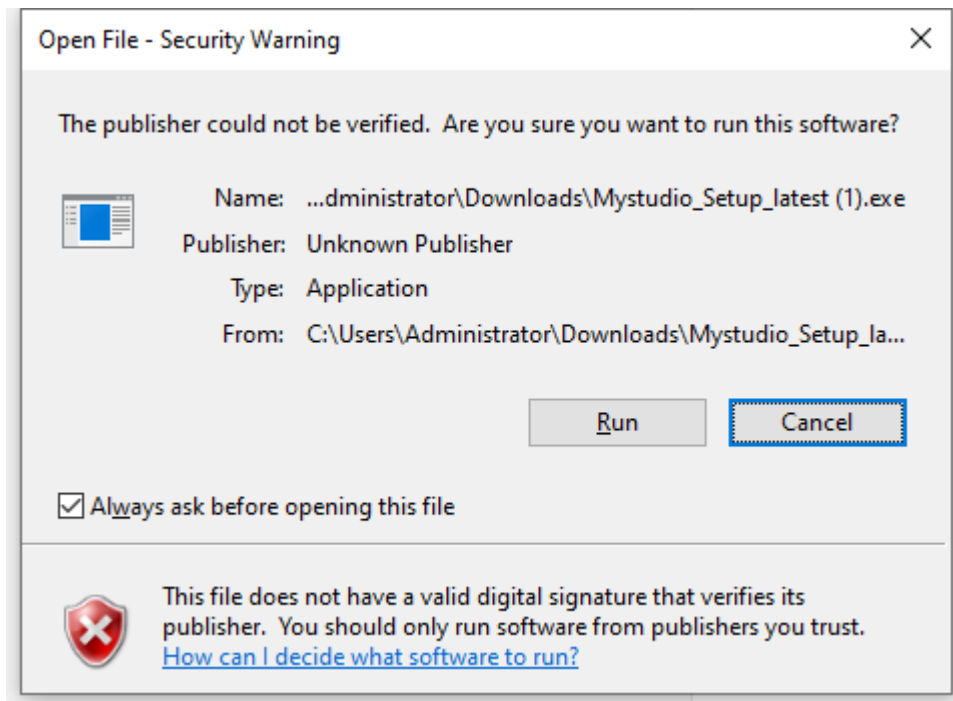 Open File - Security Warning
The publisher could not be verified.  Are you sure you want to run this software?
Name: ...dministrator\Downloads\Mystudio_Setup_latest (1).exe
Publisher: Unknown Publisher
Type: Application
From: C:\Users\Administrator\Downloads\Mystudio_Setup_la...
Run Cancel
Always ask before opening this file
This file does not have a valid digital signature that verifies its
publisher.  You should only run software from publishers you trust.
How can I decide what software to run?